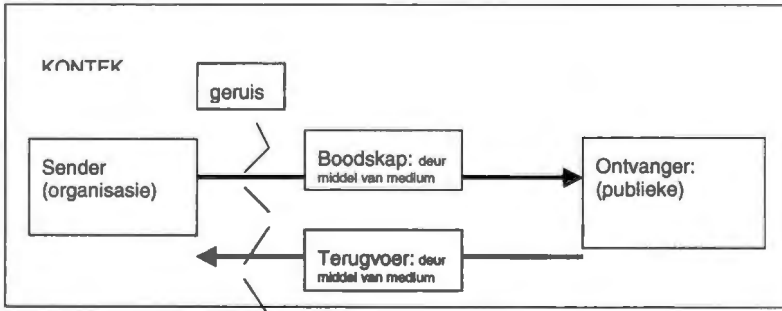 KONTEK
geruis
Sender
(organisasie)
Boodskap: deur
middel van medium
Ontvanger:
(publieke)
Terugvoer: deur
middel van medium